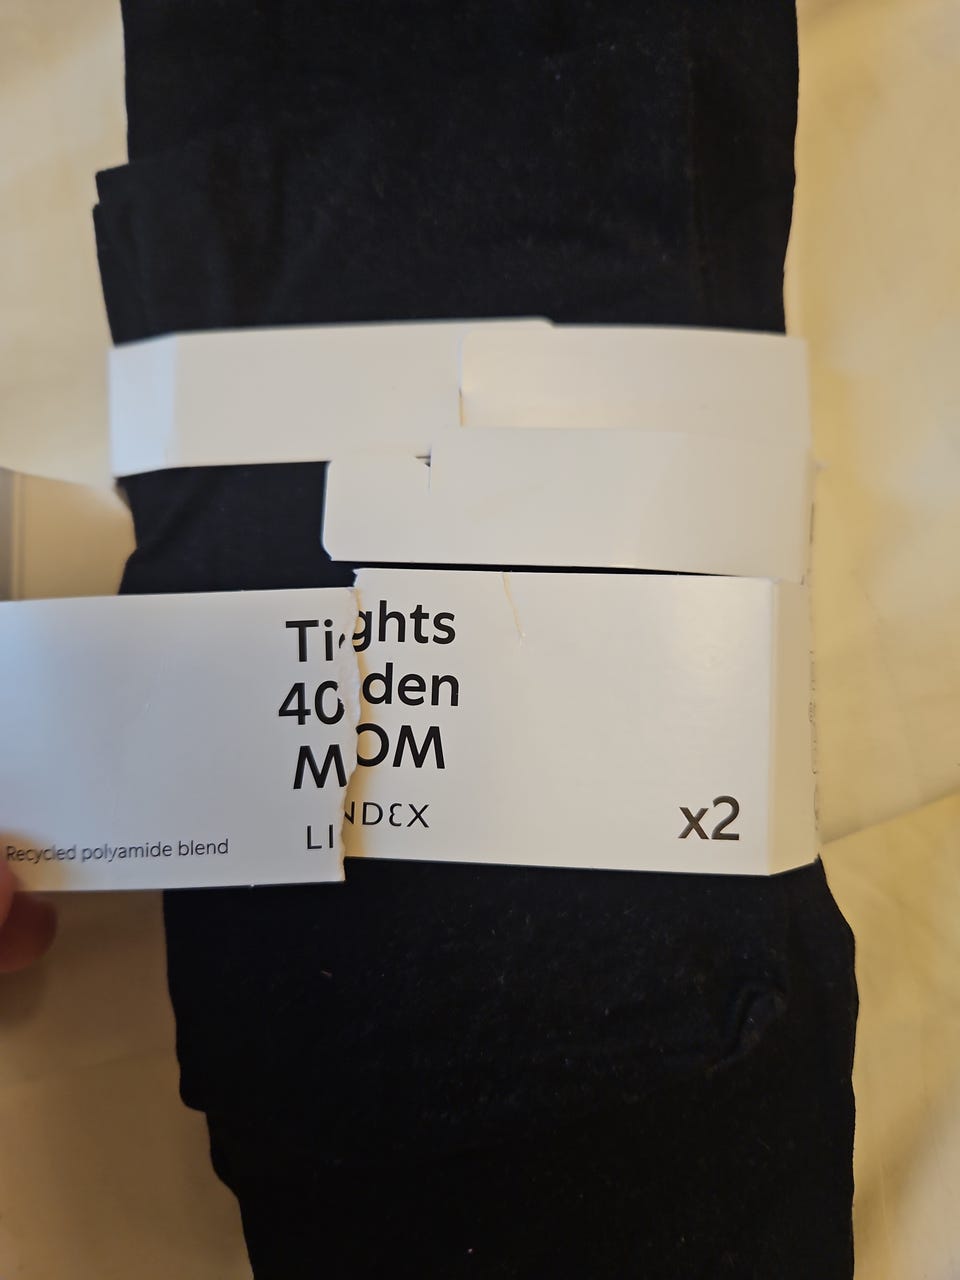 Tights
40 den
MOM
LINDEX
x2
Recycled polyamide blend